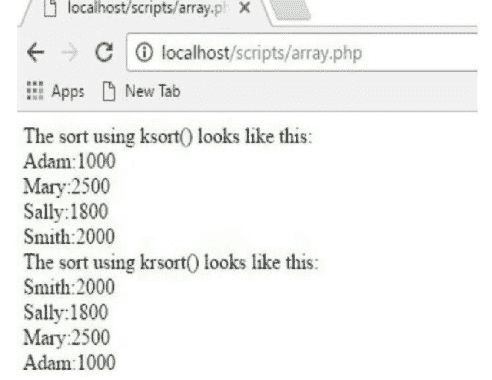 localhost/scripts/array.p
localhost/scripts/array.php
Apps New Tab
The sort using ksort() looks like this:
Adam:1000
Mary:2500
Sally:1800
Smith:2000
The sort using krsort() looks like this:
Smith:2000
Sally:1800
Mary:2500
Adam:1000